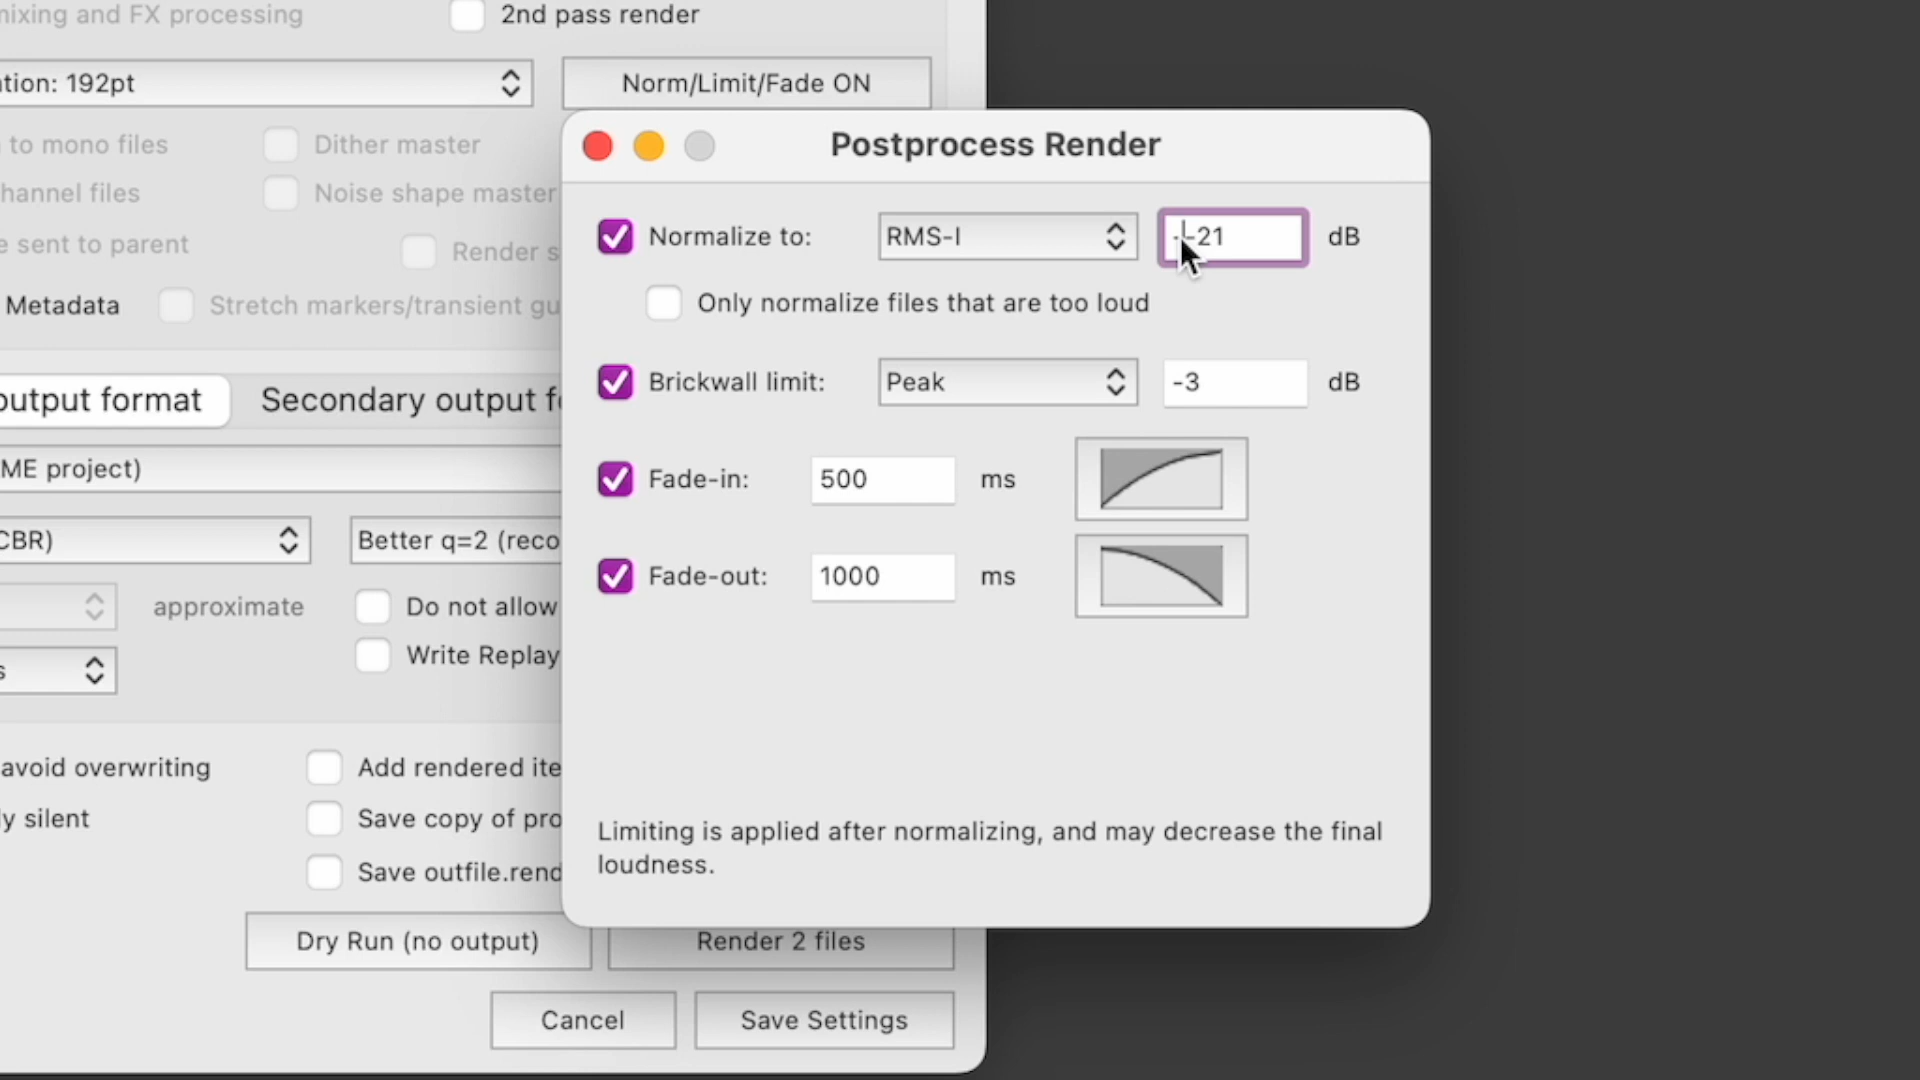 mixing and FX processing
2nd pass render
tion: 192pt
Norm/Limit/Fade ON
to mono files
Dither master
hannel files
Noise shape master
e sent to parent
Render s
Metadata
Stretch markers/transient gu
output format
Secondary output fo
ME project)
CBR)
Better q=2 (reco
approximate
Do not allow
s
Write Replay
avoid overwriting
Add rendered ite
ly silent
Save copy of pro
Save outfile.rend
Dry Run (no output)
Render 2 files
Cancel
Save Settings
Postprocess Render
Normalize to:
RMS-I
--21
dB
Only normalize files that are too loud
Brickwall limit:
Peak
-3
dB
Fade-in:
500
ms
Fade-out:
1000
ms
Limiting is applied after normalizing, and may decrease the final
loudness.